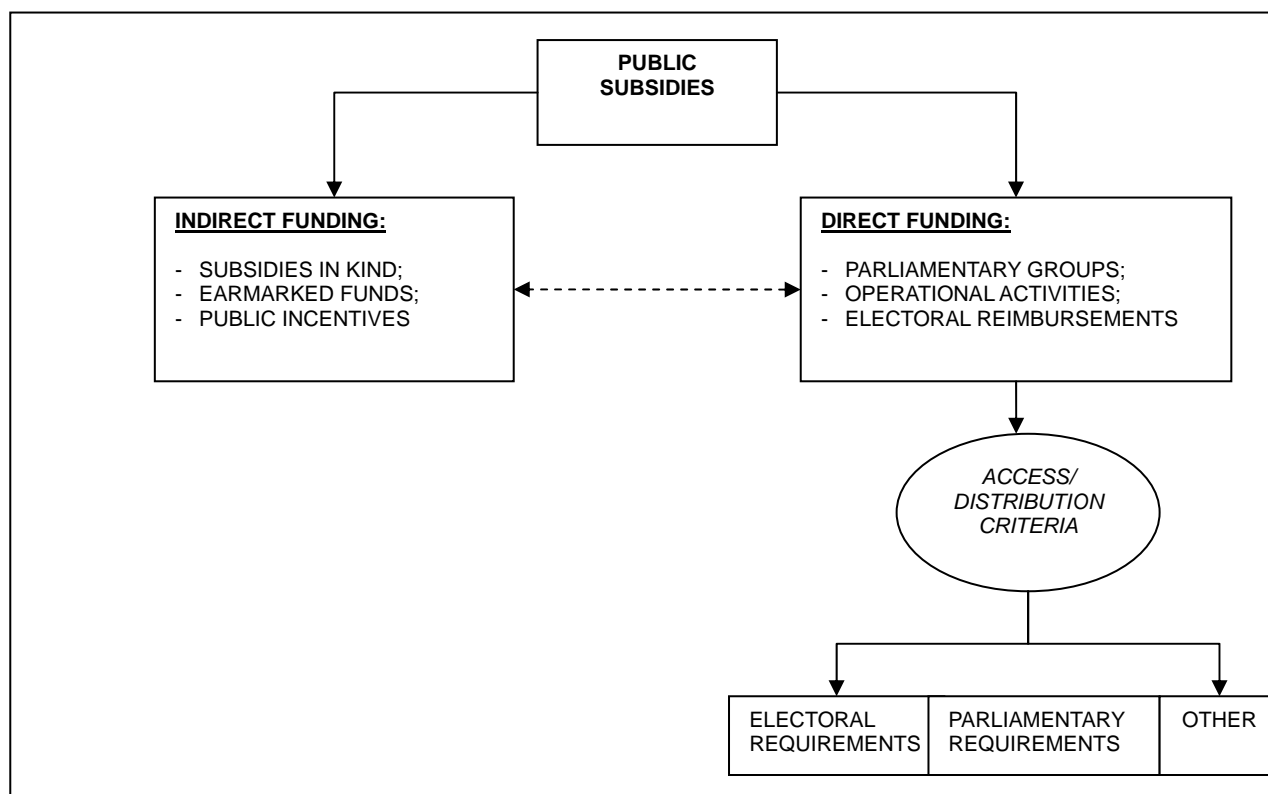 PUBLIC
SUBSIDIES
INDIRECT FUNDING:
- SUBSIDIES IN KIND;
- EARMARKED FUNDS;
- PUBLIC INCENTIVES
DIRECT FUNDING:
- PARLIAMENTARY GROUPS;
- OPERATIONAL ACTIVITIES;
- ELECTORAL REIMBURSEMENTS
ACCESS/
DISTRIBUTION
CRITERIA
ELECTORAL
REQUIREMENTS
PARLIAMENTARY
REQUIREMENTS
OTHER